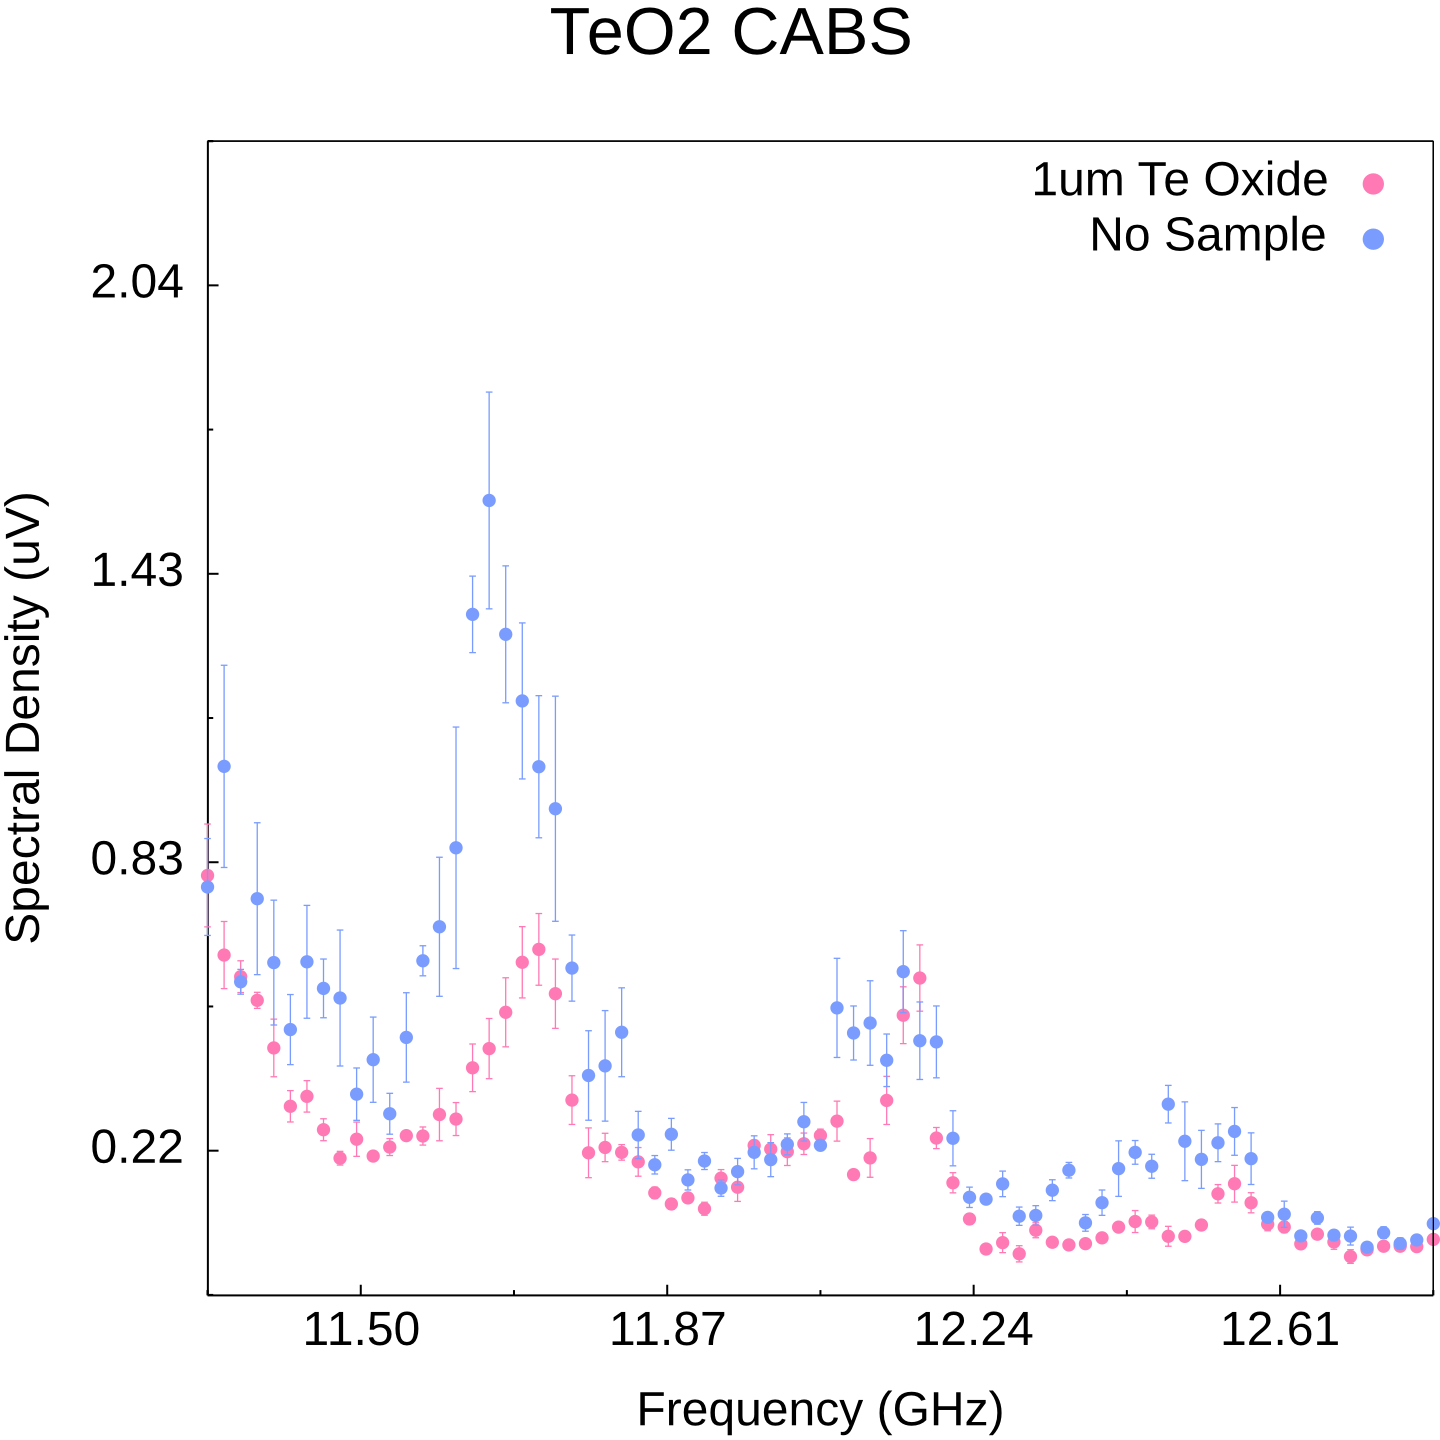 TeO2 CABS
1um Te Oxide
No Sample
2.04
1.43
0.83
0.22
Spectral Density (uV)
11.50
11.87
12.24
12.61
Frequency (GHz)